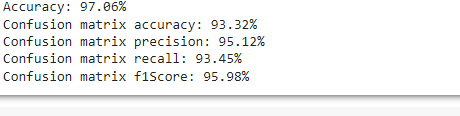 Accuracy: 97.06%
Confusion matrix accuracy: 93.32%
Confusion matrix precision: 95.12%
Confusion matrix recall: 93.45%
Confusion matrix f1Score: 95.98%